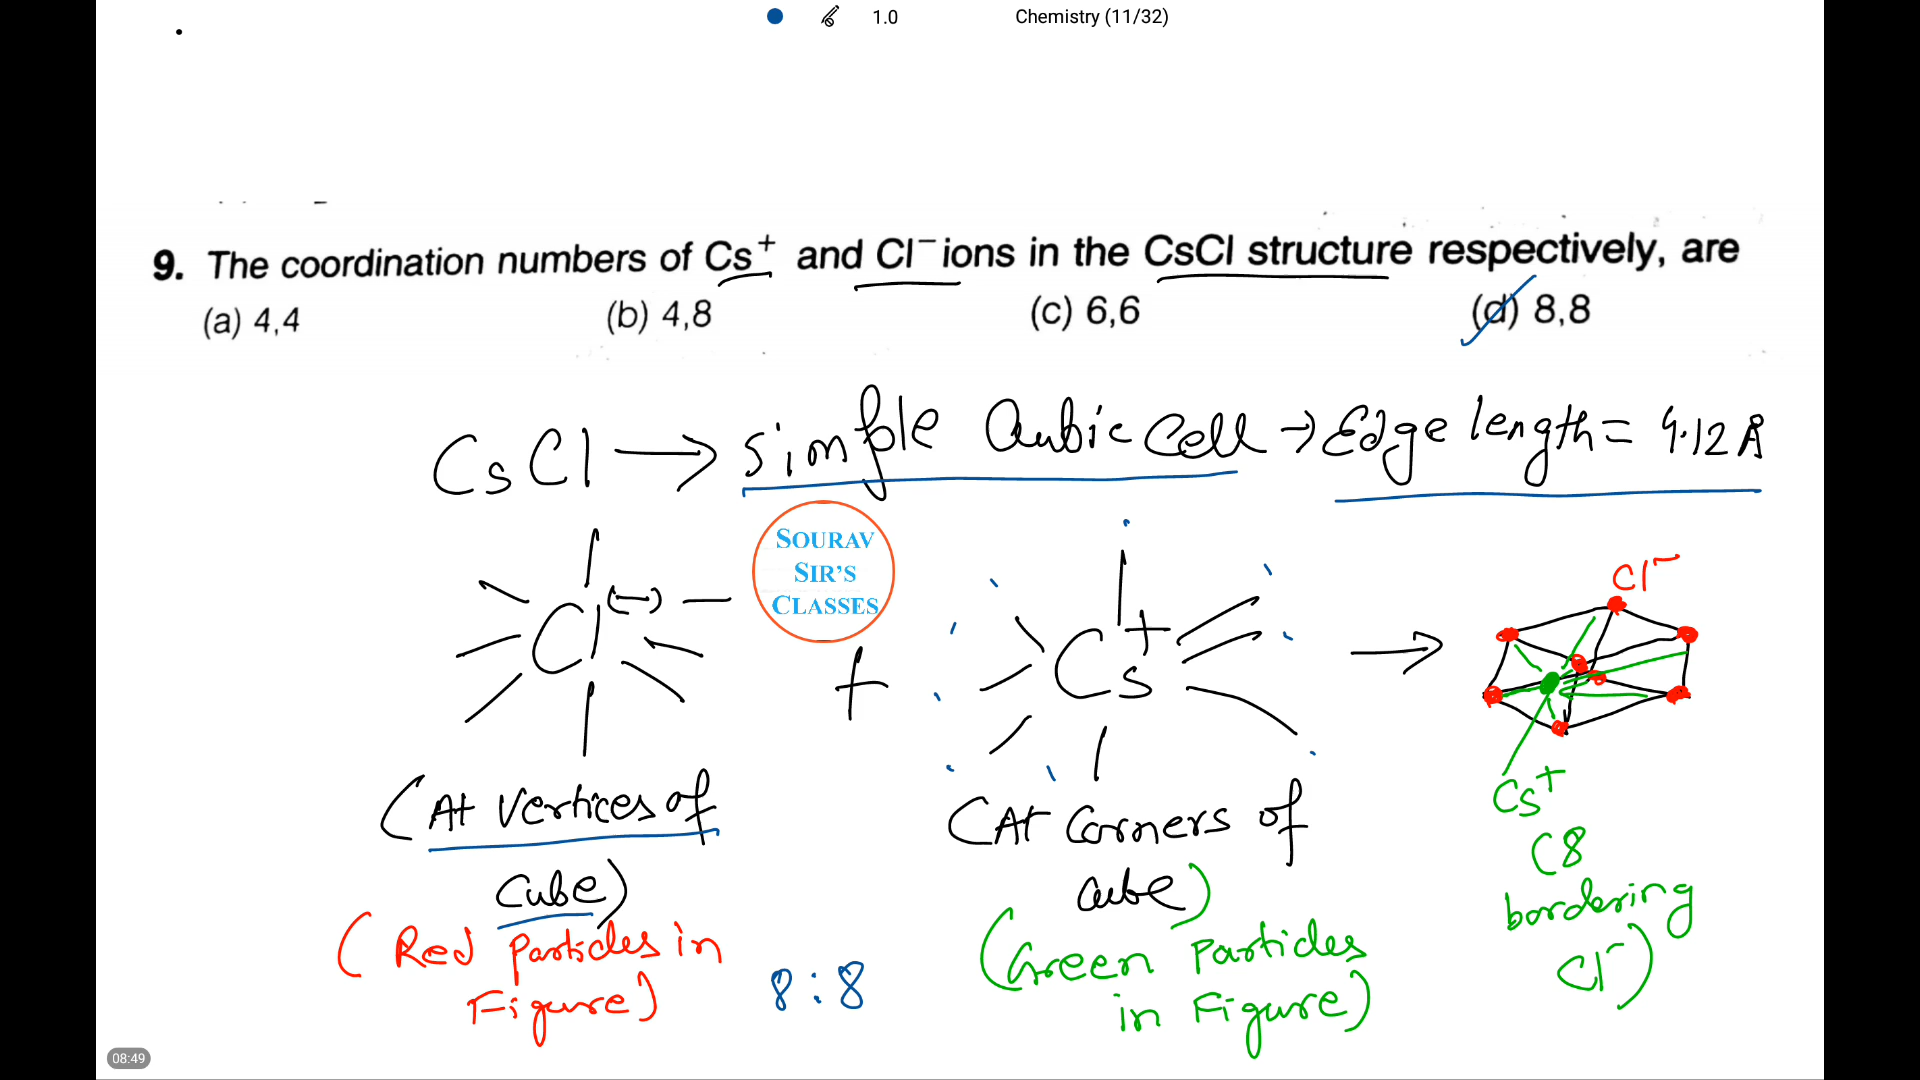 1.0 Chemistry (11/32)
9. The coordination numbers of Cs⁺ and Cl⁻ ions in the CsCl structure respectively, are
(a) 4,4 (b) 4,8 (c) 6,6 (d) 8,8
CsCl → Simple Cubic Cell → Edge length = 4.12 Å
SOURAV
SIR'S
CLASSES
Cl(-) + Cs+ →
Cl⁻
Cs+
(8
bordering
Cl⁻)
(At vertices of
cube)
(Red particles in
Figure)
8:8
(At corners of
cube)
(Green Particles
in Figure)
08:49